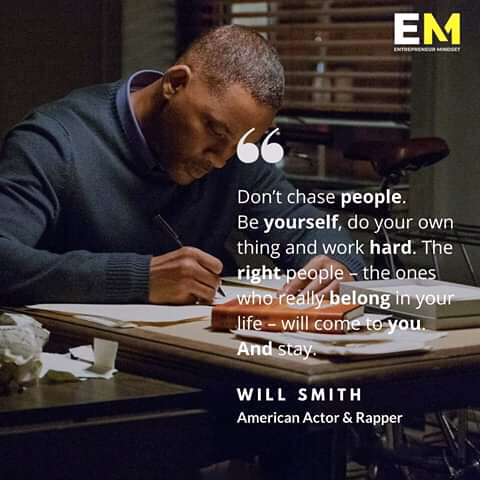 EM
ENTREPRENEUR MINDSET
Don't chase people.
Be yourself, do your own
thing and work hard. The
right people – the ones
who really belong in your
life – will come to you.
And stay.
WILL SMITH
American Actor & Rapper